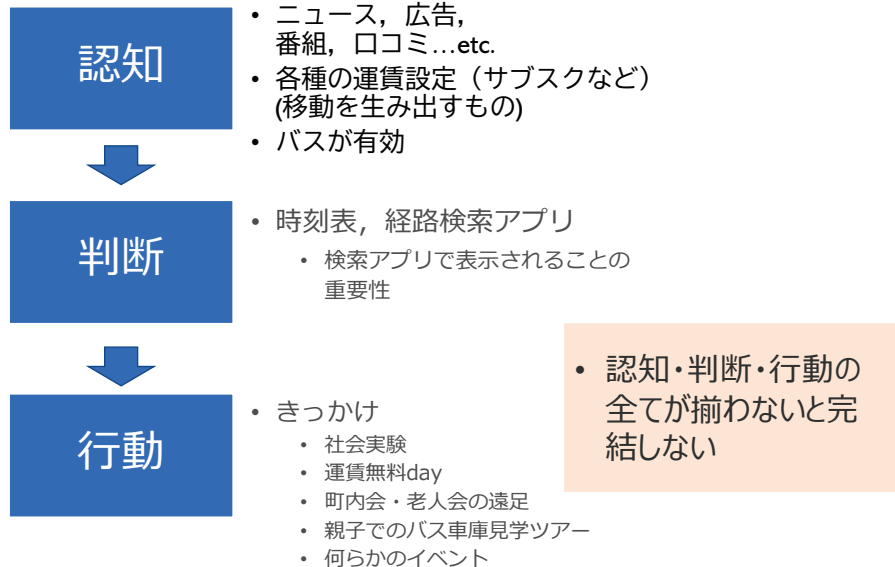 認知
• ニュース，広告，
番組，口コミ…etc.
• 各種の運賃設定（サブスクなど）
(移動を生み出すもの)
• バスが有効
判断
• 時刻表，経路検索アプリ
• 検索アプリで表示されることの
重要性
行動
• きっかけ
• 社会実験
• 運賃無料day
• 町内会・老人会の遠足
• 親子でのバス車庫見学ツアー
• 何らかのイベント
• 認知・判断・行動の
全てが揃わないと完
結しない